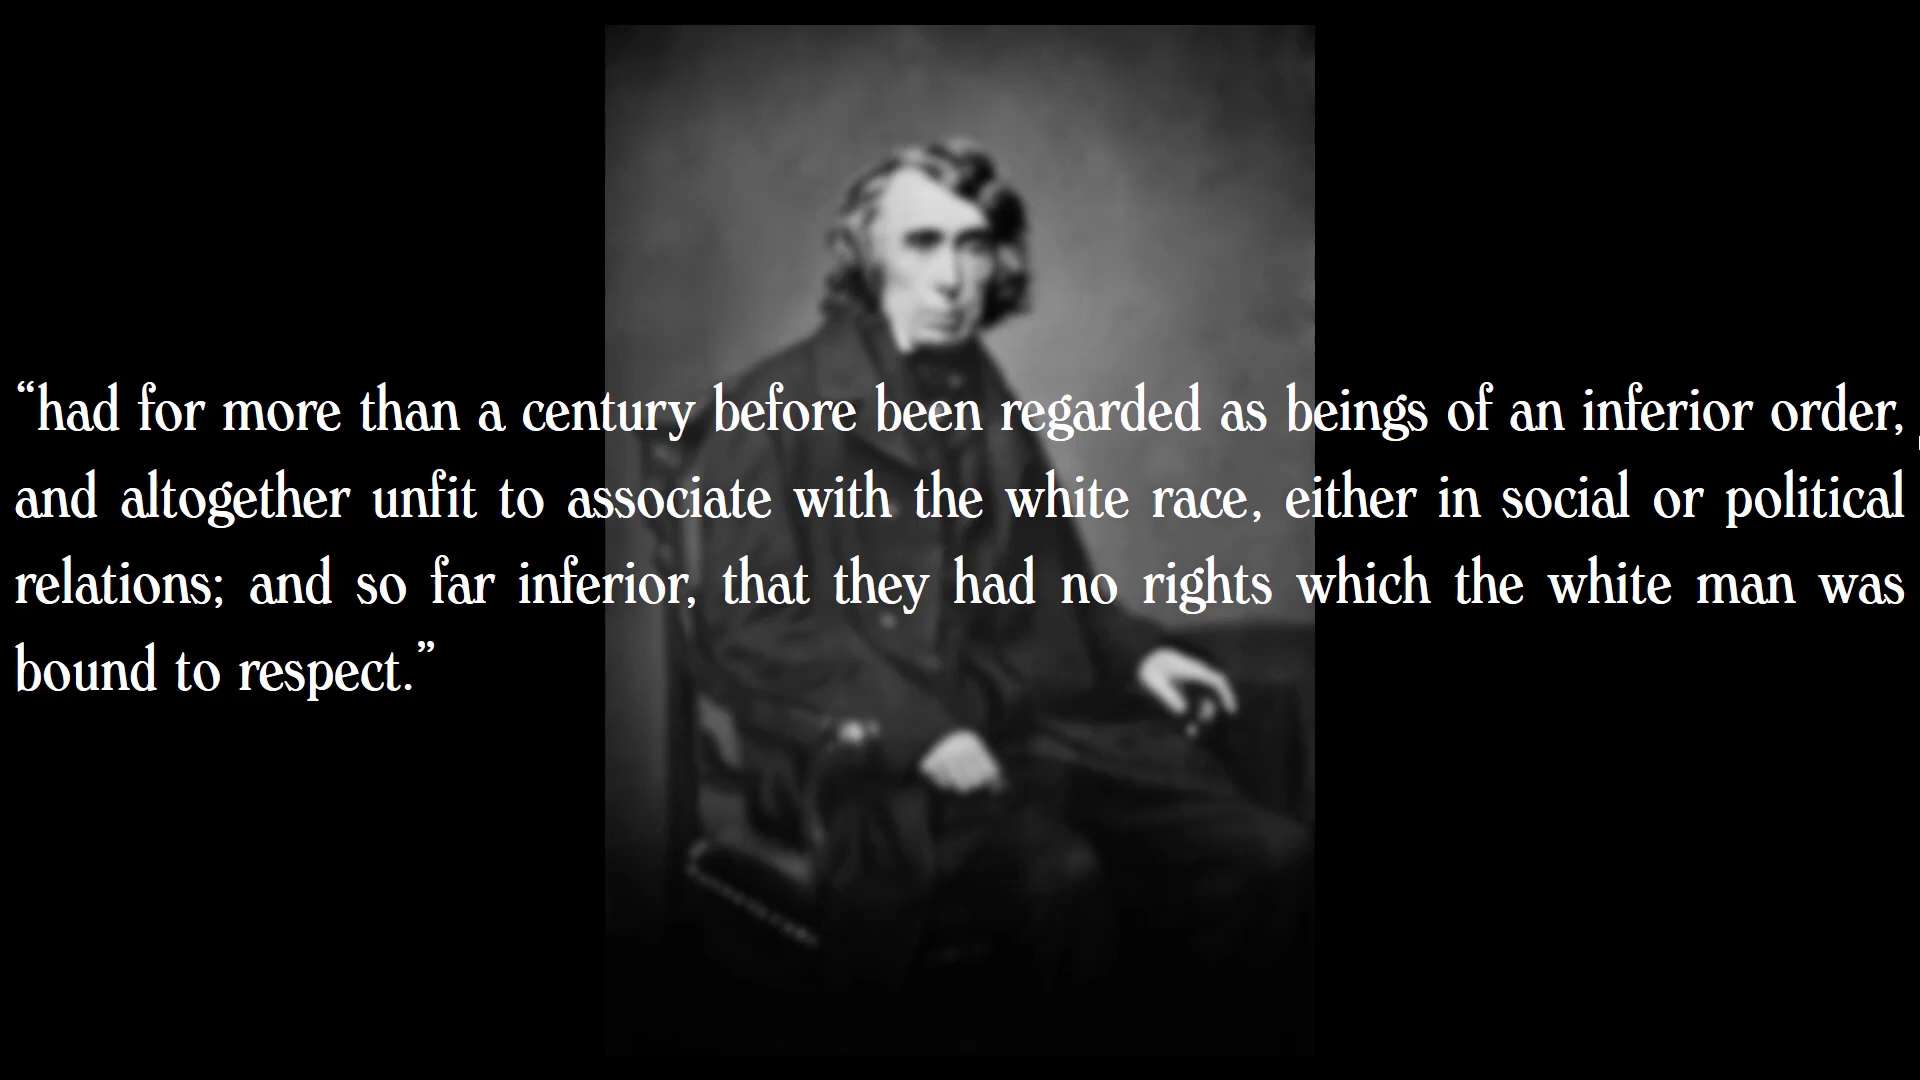 “had for more than a century before been regarded as beings of an inferior order,
and altogether unfit to associate with the white race, either in social or political
relations; and so far inferior, that they had no rights which the white man was
bound to respect.”